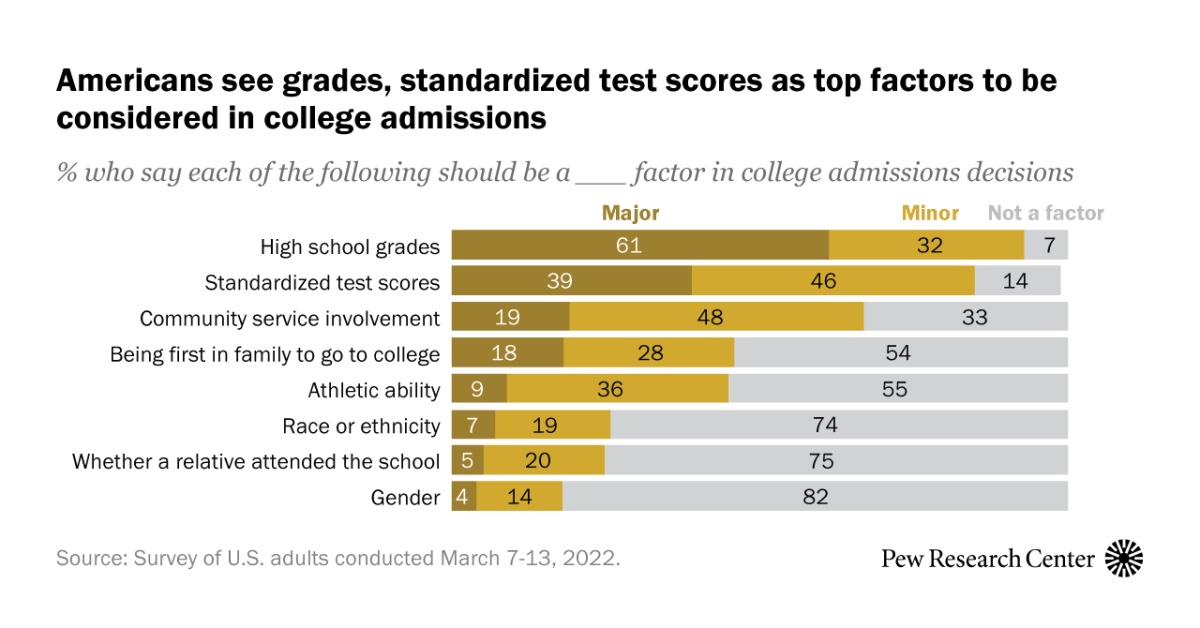 Americans see grades, standardized test scores as top factors to be
considered in college admissions
% who say each of the following should be a ___ factor in college admissions decisions
Major Minor Not a factor
High school grades 61 32 7
Standardized test scores 39 46 14
Community service involvement 19 48 33
Being first in family to go to college 18 28 54
Athletic ability 9 36 55
Race or ethnicity 7 19 74
Whether a relative attended the school 5 20 75
Gender 4 14 82
Source: Survey of U.S. adults conducted March 7-13, 2022.
Pew Research Center